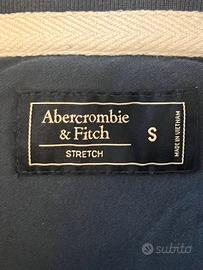 Abercrombie
& Fitch
STRETCH
S
MADE IN VIETNAM
subito